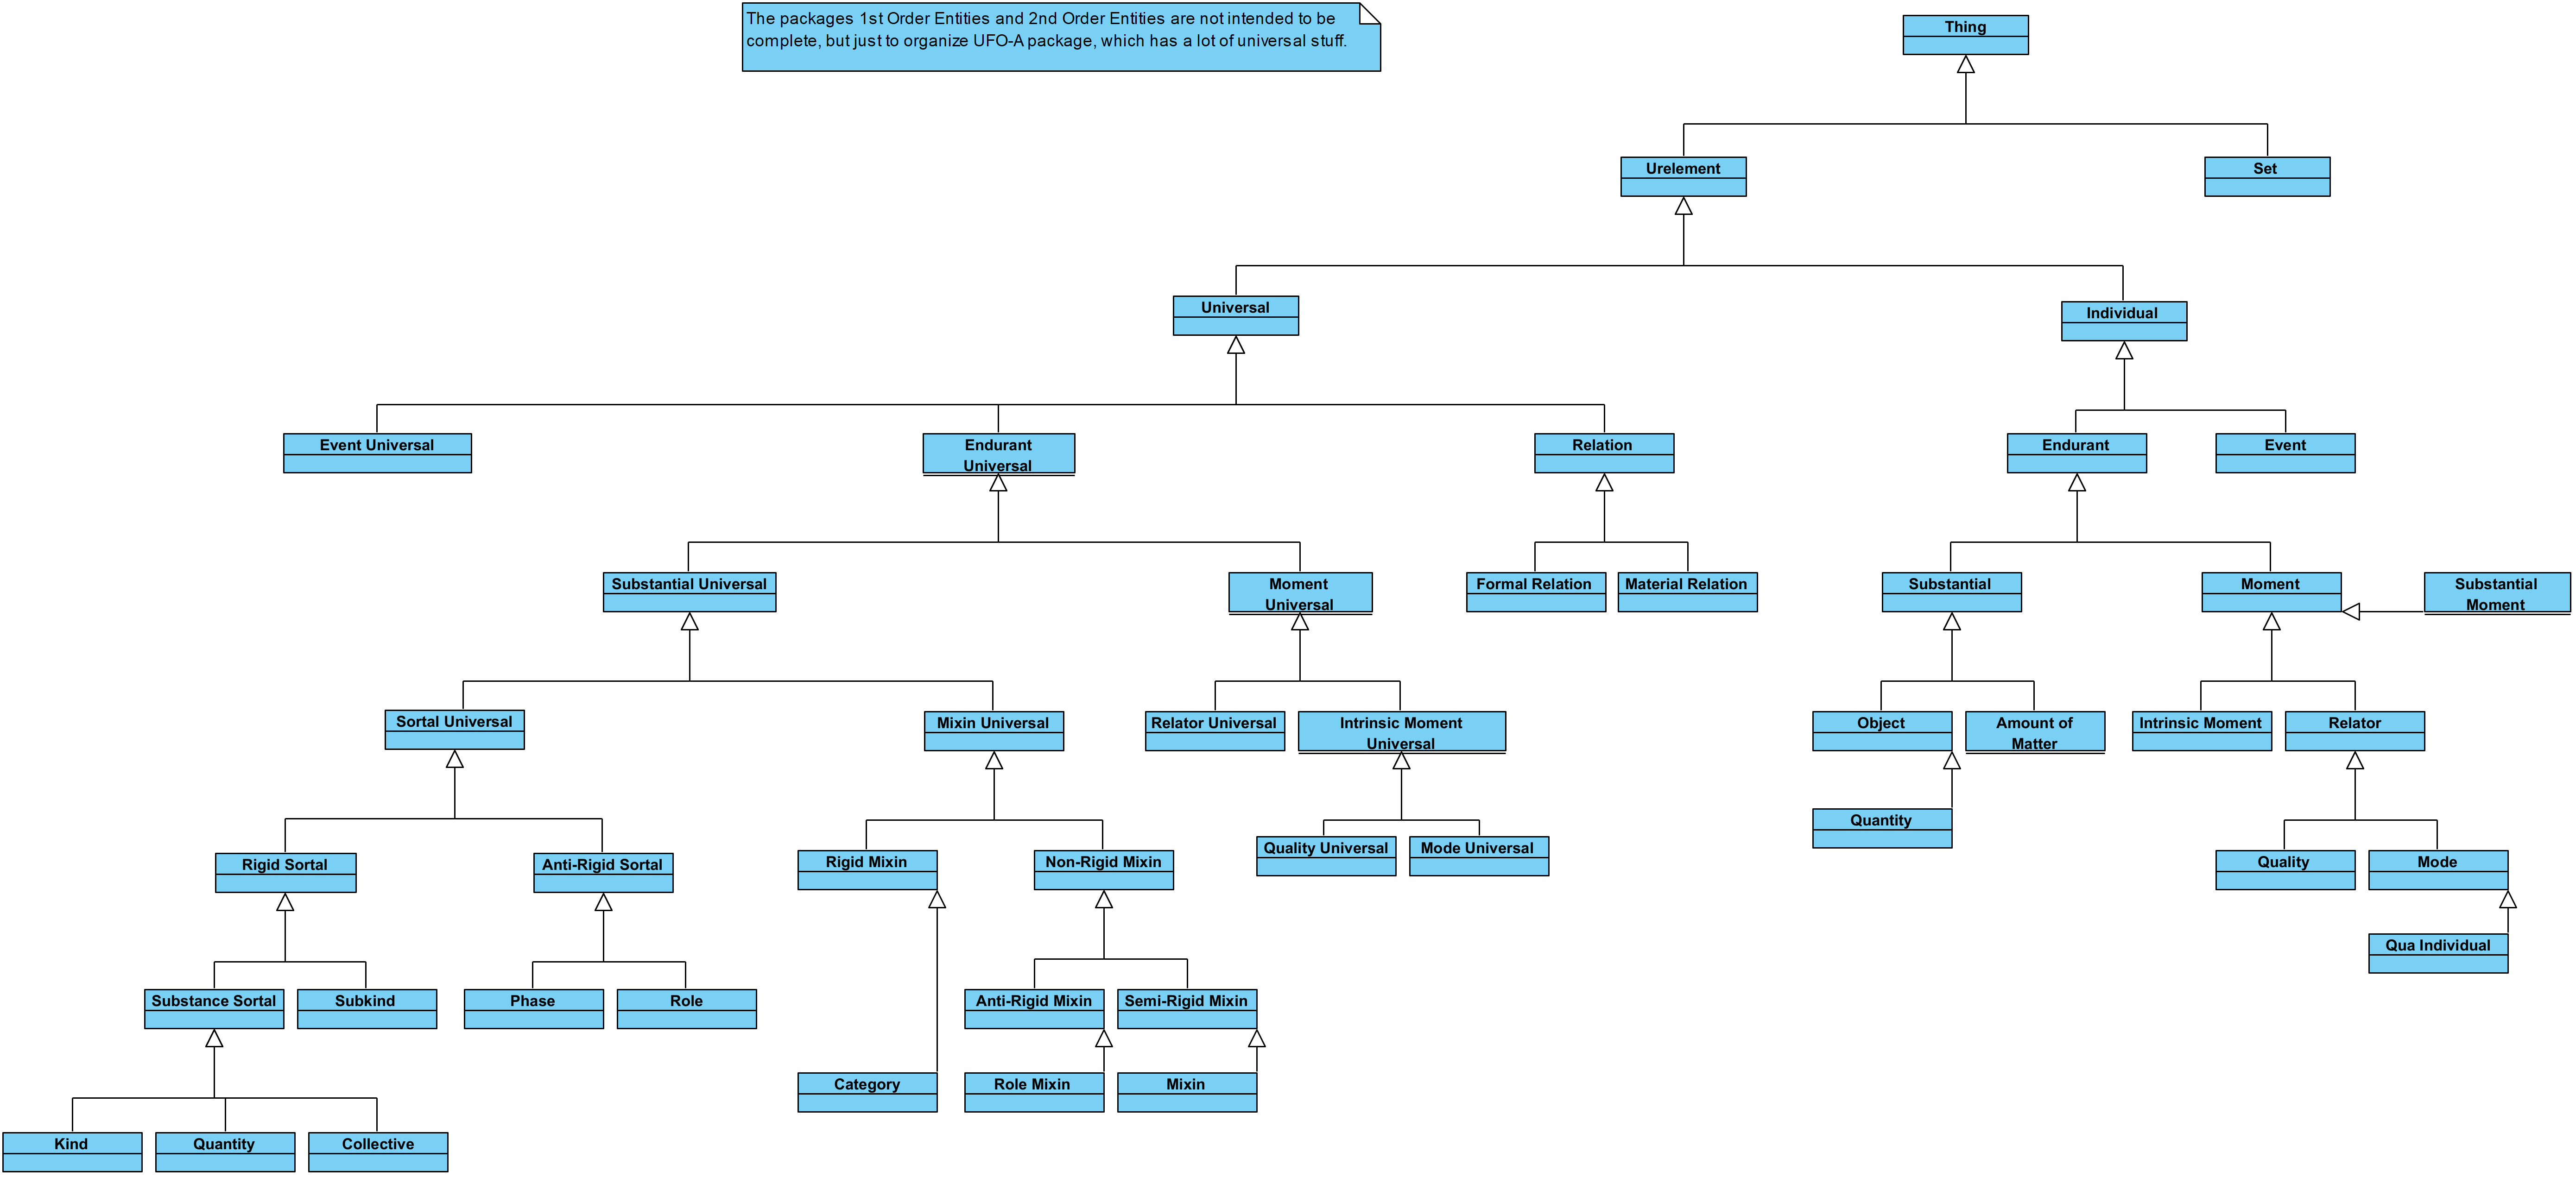 The packages 1st Order Entities and 2nd Order Entities are not intended to be
complete, but just to organize UFO-A package, which has a lot of universal stuff.
Thing
Urelement
Set
Universal
Individual
Event Universal
Endurant
Universal
Relation
Endurant
Event
Substantial Universal
Moment
Universal
Formal Relation
Material Relation
Substantial
Moment
Substantial
Moment
Sortal Universal
Mixin Universal
Relator Universal
Intrinsic Moment
Universal
Object
Amount of
Matter
Intrinsic Moment
Relator
Quantity
Rigid Sortal
Anti-Rigid Sortal
Rigid Mixin
Non-Rigid Mixin
Quality Universal
Mode Universal
Quality
Mode
Qua Individual
Substance Sortal
Subkind
Phase
Role
Anti-Rigid Mixin
Semi-Rigid Mixin
Category
Role Mixin
Mixin
Kind
Quantity
Collective